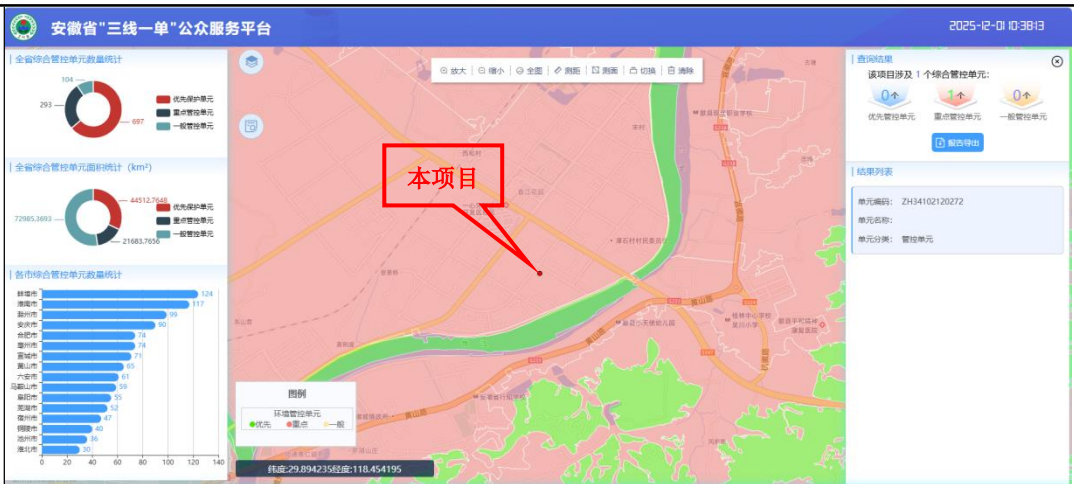 安徽省"三线一单"公众服务平台
2025-12-01 10:38:13
全省综合管控单元数量统计
104
293
697
优先保护单元
重点管控单元
一般管控单元
全省综合管控单元面积统计（km²）
44512.7648
72985.3693
21683.7656
优先保护单元
重点管控单元
一般管控单元
各市综合管控单元数量统计
蚌埠市 124
淮南市 117
滁州市 99
安庆市 90
合肥市 74
亳州市 74
宣城市 71
黄山市 65
六安市 61
马鞍山市 59
阜阳市 55
芜湖市 52
宿州市 47
铜陵市 40
池州市 36
淮北市 30
0 20 40 60 80 100 120 140
放大 缩小 全图 测距 测面 切换 清除
本项目
黄山路
黄山路
图例
环境管控单元
优先 重点 一般
纬度:29.894235经度:118.454195
查询结果
该项目涉及 1 个综合管控单元:
0个 1个 0个
优先管控单元 重点管控单元 一般管控单元
报告导出
结果列表
单元编码: ZH34102120272
单元名称:
单元分类: 管控单元